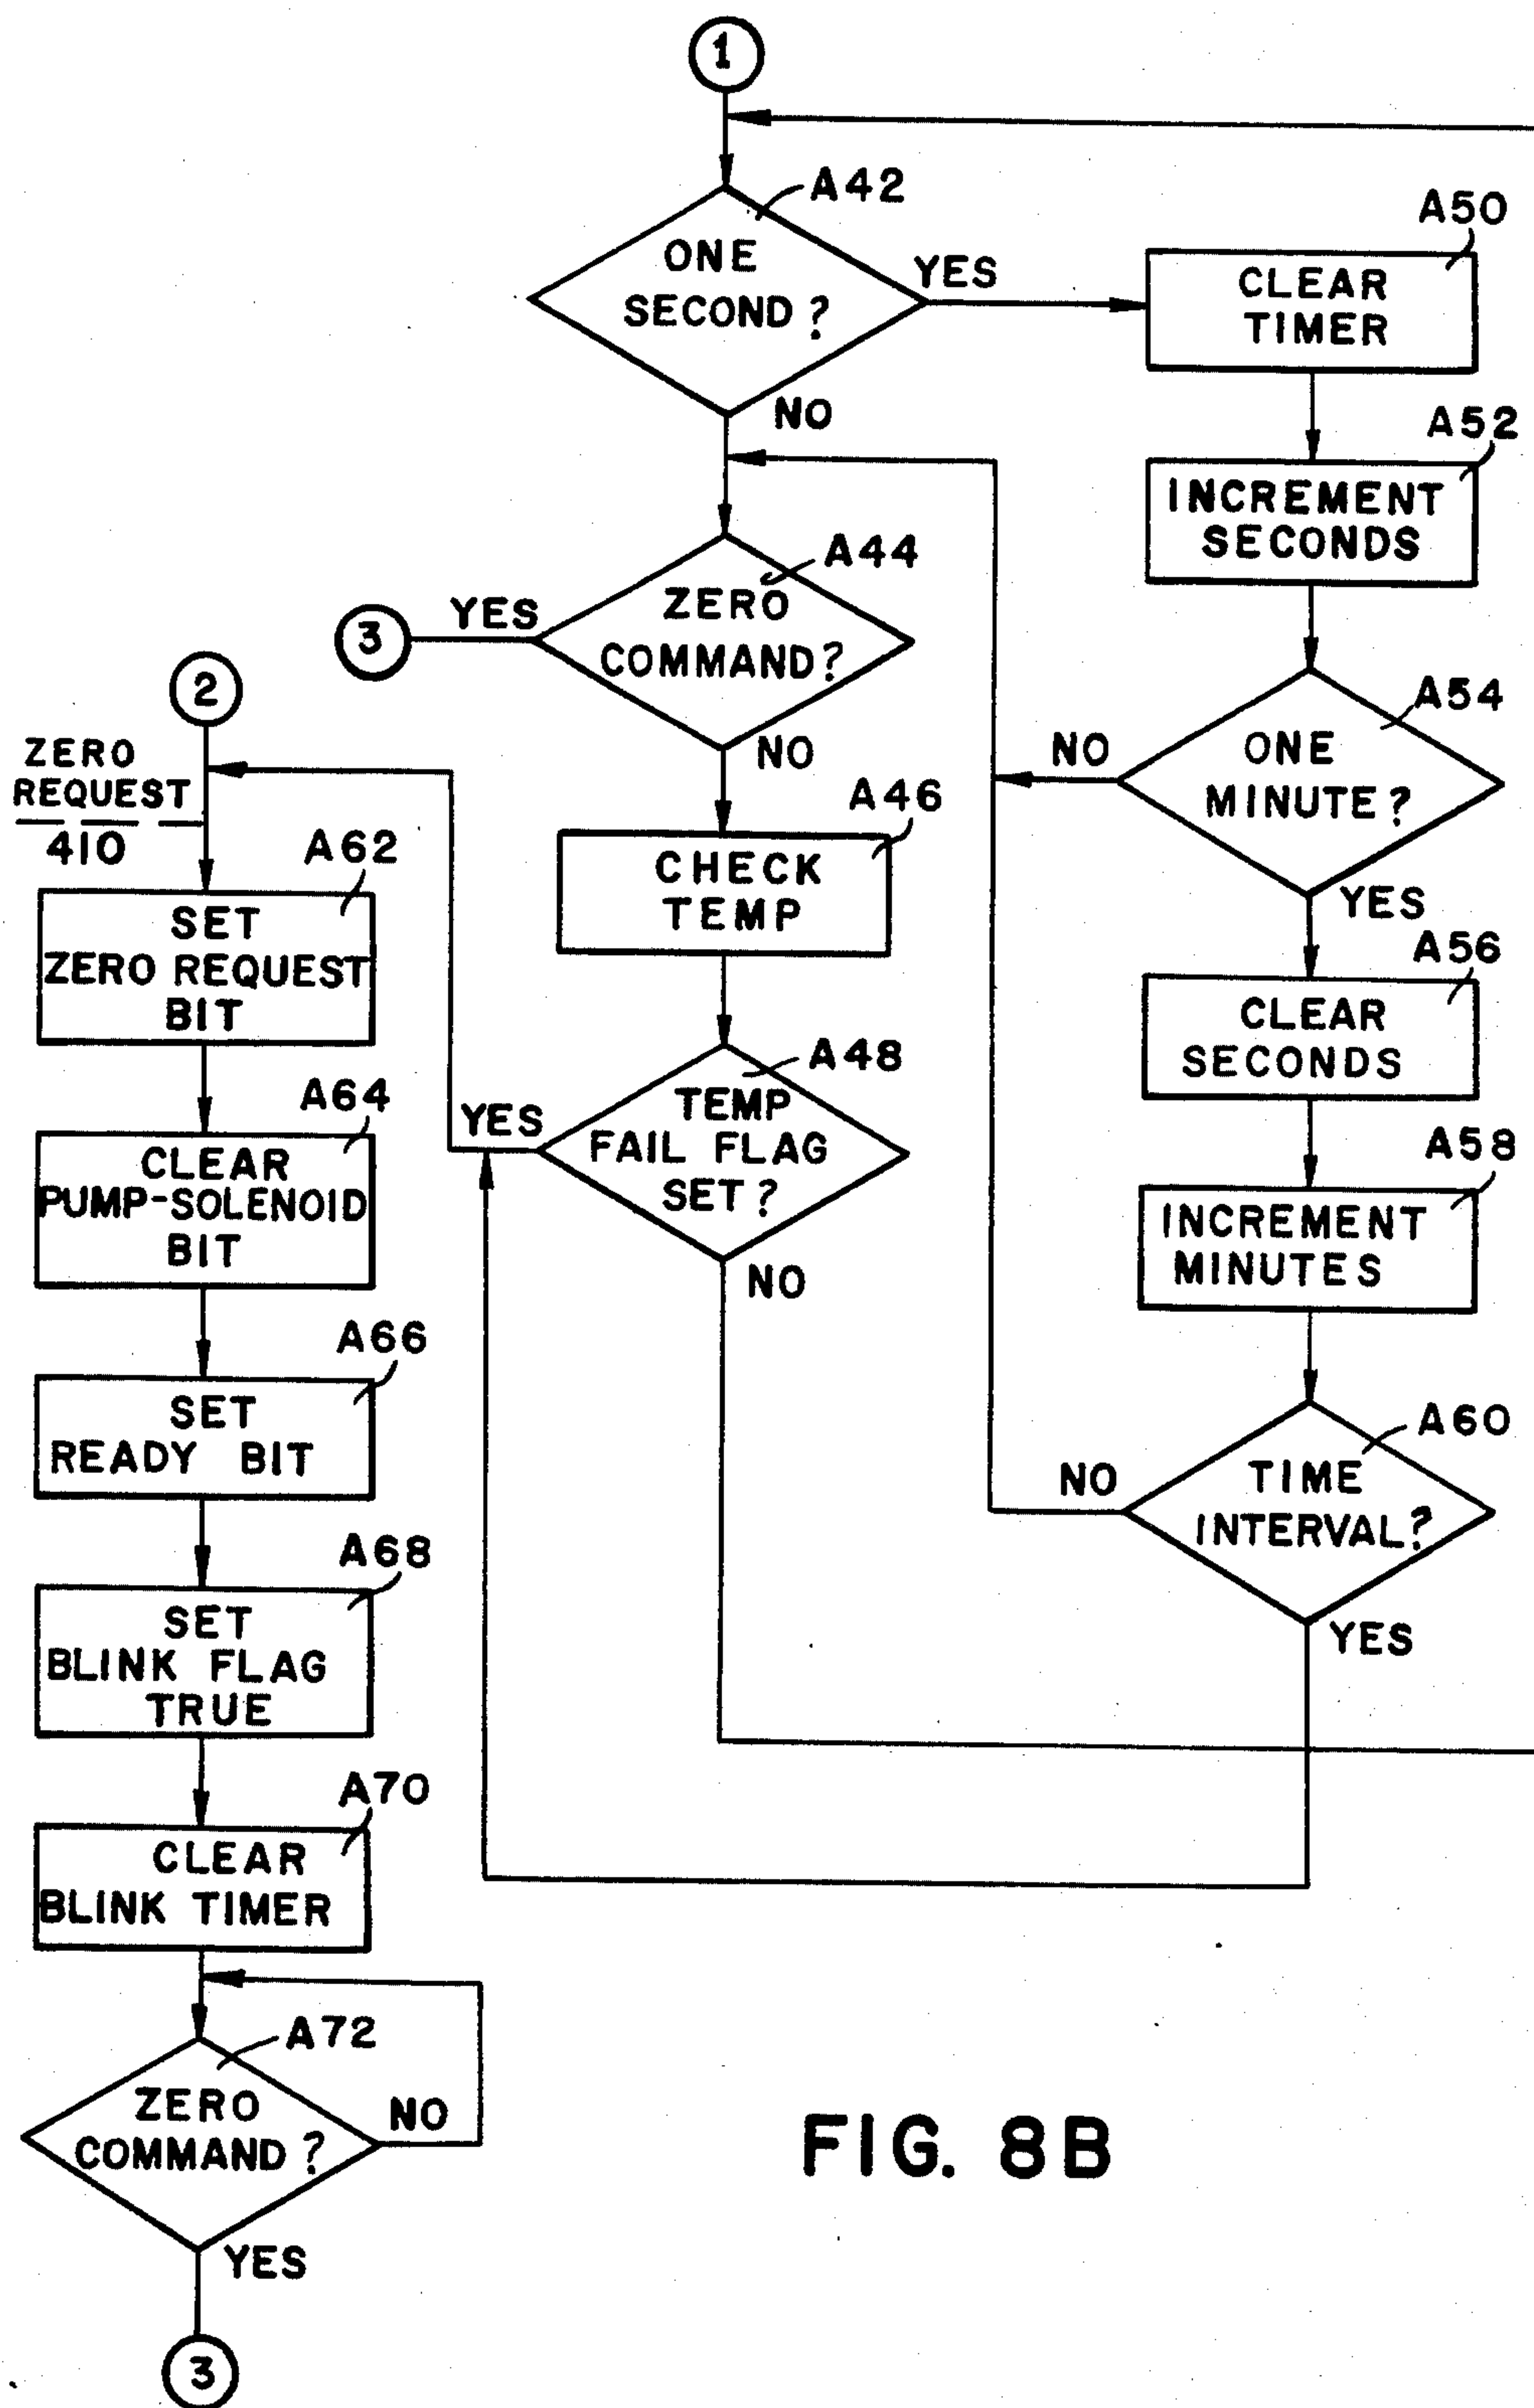 1
A42
ONE
SECOND?
YES
NO
A50
CLEAR
TIMER
A52
INCREMENT
SECONDS
A44
ZERO
COMMAND?
YES
3
NO
A54
ONE
MINUTE?
NO
YES
A46
CHECK
TEMP
A56
CLEAR
SECONDS
A48
TEMP
FAIL FLAG
SET?
YES
NO
A58
INCREMENT
MINUTES
A60
TIME
INTERVAL?
NO
YES
2
ZERO
REQUEST
410
A62
SET
ZERO REQUEST
BIT
A64
CLEAR
PUMP-SOLENOID
BIT
A66
SET
READY BIT
A68
SET
BLINK FLAG
TRUE
A70
CLEAR
BLINK TIMER
A72
ZERO
COMMAND?
NO
YES
3
FIG. 8B